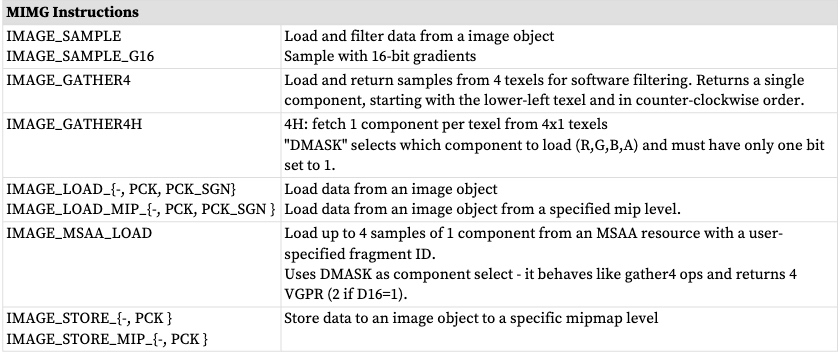 MIMG Instructions
IMAGE_SAMPLE Load and filter data from a image object
IMAGE_SAMPLE_G16 Sample with 16-bit gradients
IMAGE_GATHER4 Load and return samples from 4 texels for software filtering. Returns a single
component, starting with the lower-left texel and in counter-clockwise order.
IMAGE_GATHER4H 4H: fetch 1 component per texel from 4x1 texels
"DMASK" selects which component to load (R,G,B,A) and must have only one bit
set to 1.
IMAGE_LOAD_{-, PCK, PCK_SGN} Load data from an image object
IMAGE_LOAD_MIP_{-, PCK, PCK_SGN } Load data from an image object from a specified mip level.
IMAGE_MSAA_LOAD Load up to 4 samples of 1 component from an MSAA resource with a user-
specified fragment ID.
Uses DMASK as component select - it behaves like gather4 ops and returns 4
VGPR (2 if D16=1).
IMAGE_STORE_{-, PCK } Store data to an image object to a specific mipmap level
IMAGE_STORE_MIP_{-, PCK }